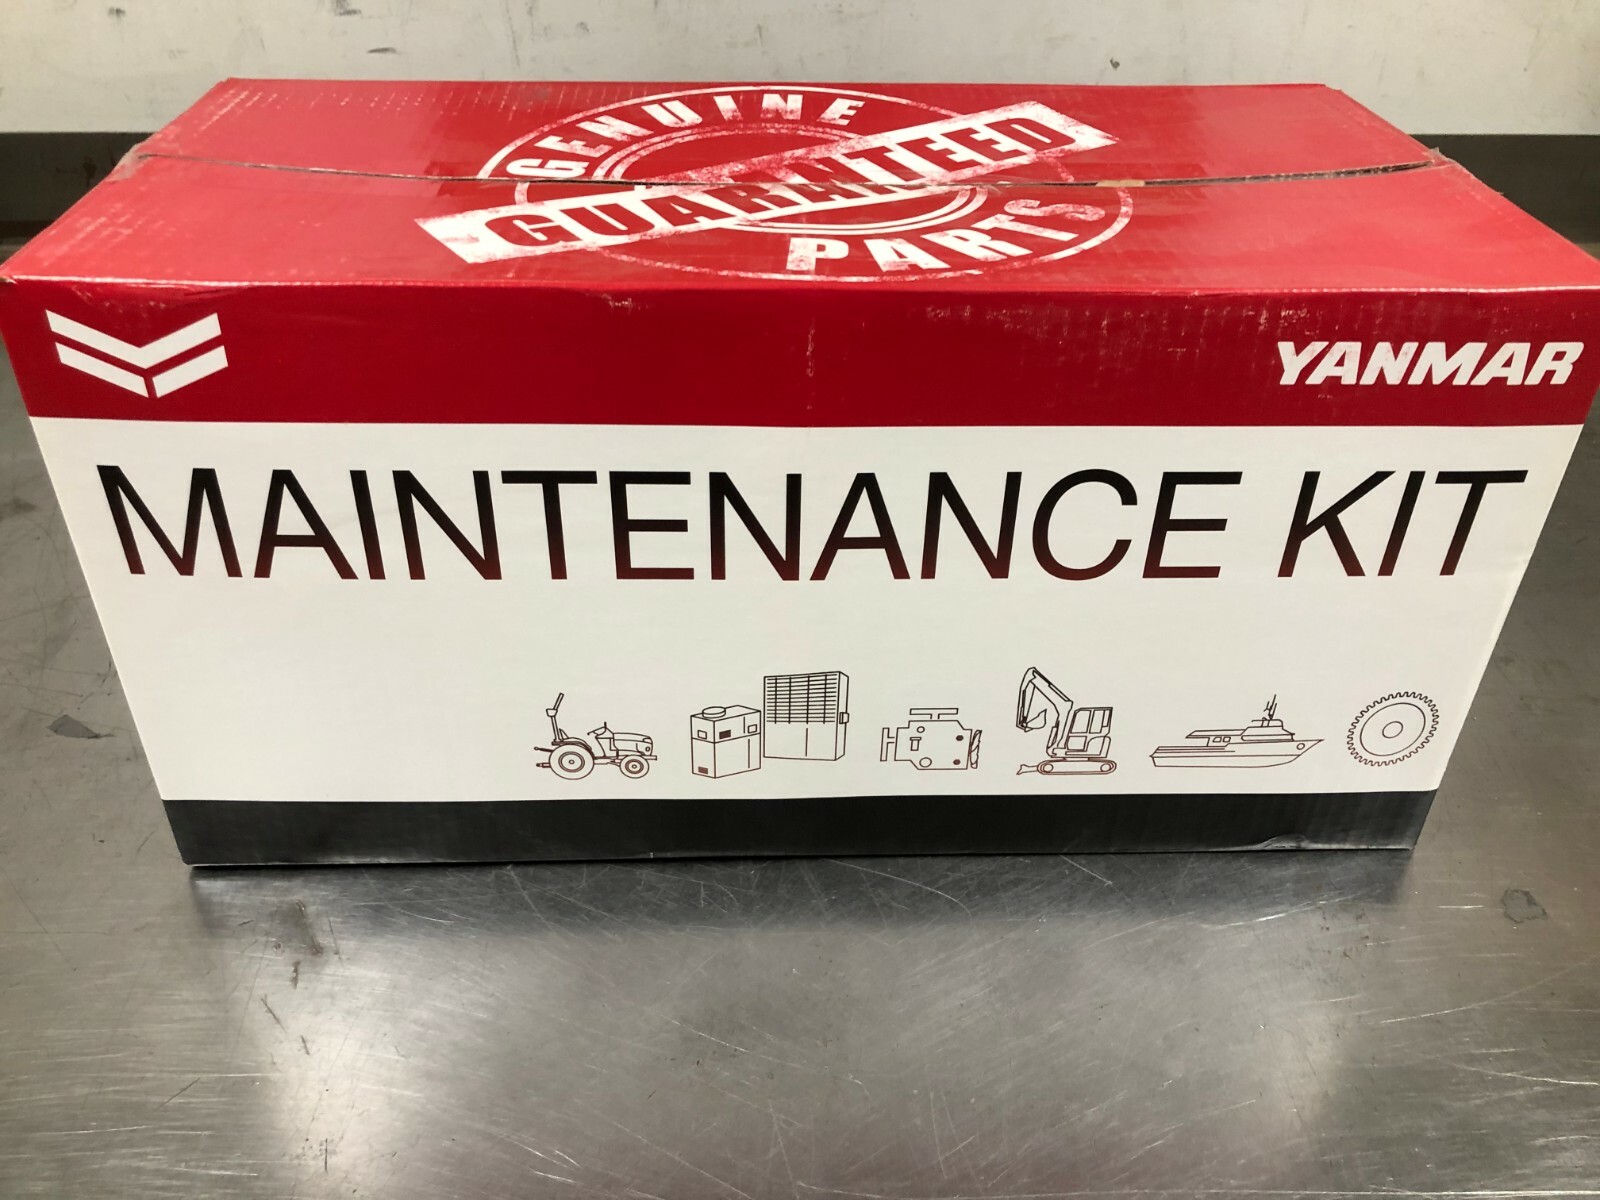 GENUINE
GUARANTEED
PARTS
YANMAR
MAINTENANCE KIT